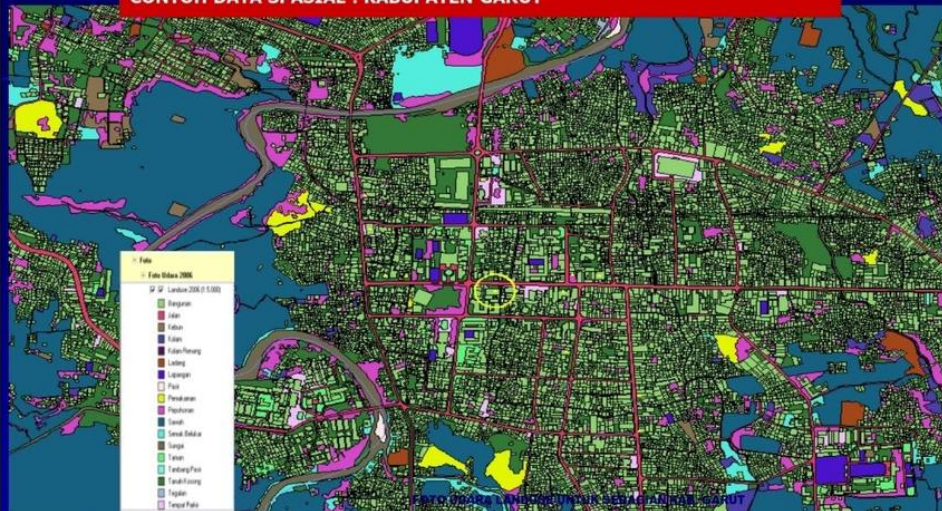 CONTOH DATA SPASIAL : KABUPATEN GARUT
Foto
Foto Udara 2006
Landuse 2006 (1:5.000)
Bangunan
Jalan
Kebun
Kolam
Kolam Renang
Ladang
Lapangan
Pasir
Pemakaman
Pepohonan
Sawah
Semak Belukar
Sungai
Taman
Tambang Pasir
Tanah Kosong
Tegalan
Tempat Parkir
FOTO UDARA LANDUSE UNTUK SEBAGIAN KAB. GARUT